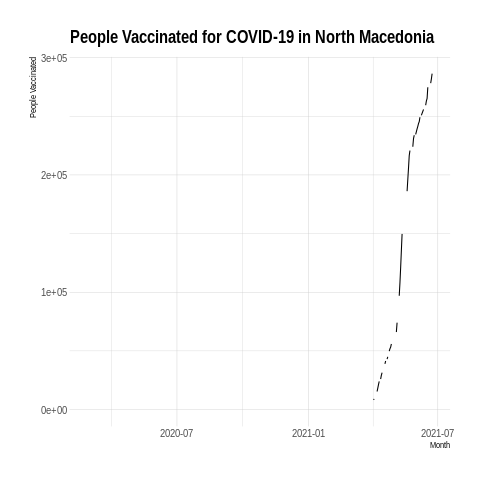 People Vaccinated for COVID-19 in North Macedonia
People Vaccinated
3e+05
2e+05
1e+05
0e+00
2020-07
2021-01
2021-07
Month